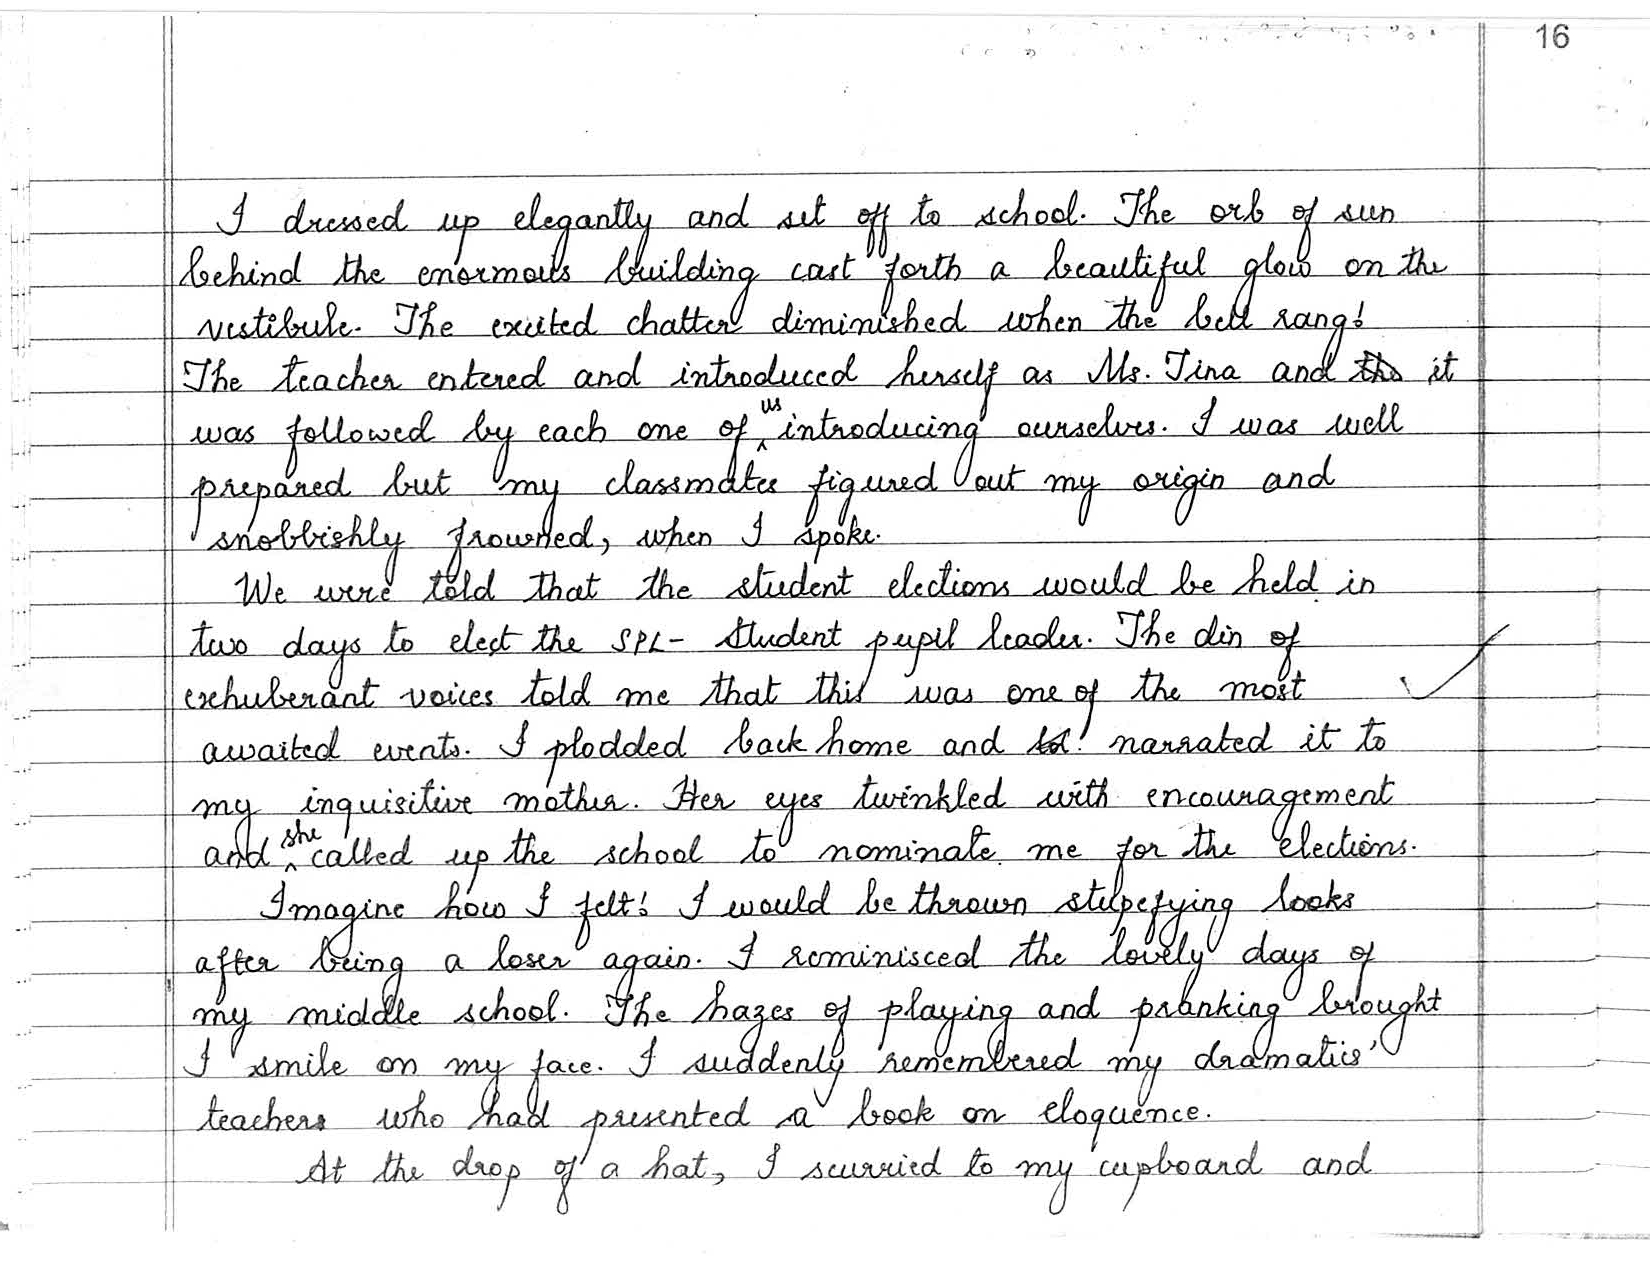 16
I dressed up elegantly and set off to school. The orb of sun
behind the enormous building cast forth a beautiful glow on the
vestibule. The excited chatter diminished when the bell rang!
The teacher entered and introduced herself as Ms. Tina and it
was followed by each one of us introducing ourselves. I was well
prepared but my classmates figured out my origin and
snobbishly frowned, when I spoke.
We were told that the student elections would be held in
two days to elect the SPL- Student pupil leader. The din of
exhuberant voices told me that this was one of the most
awaited events. I plodded back home and narrated it to
my inquisitive mother. Her eyes twinkled with encouragement
and she called up the school to nominate me for the elections.
Imagine how I felt! I would be thrown stupefying looks
after being a loser again. I reminisced the lovely days of
my middle school. The hazes of playing and pranking brought
I smile on my face. I suddenly remembered my dramatics'
teachers who had presented a book on eloquence.
At the drop of a hat, I scurried to my cupboard and